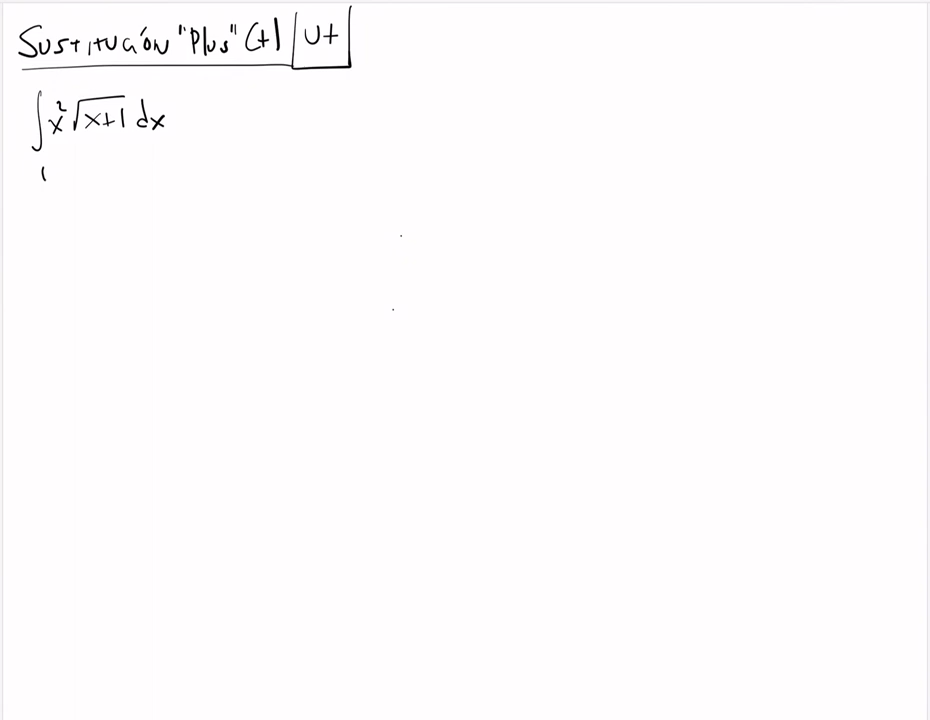 Sustitución "Plus" (+) U+
∫x²√x+1 dx
(